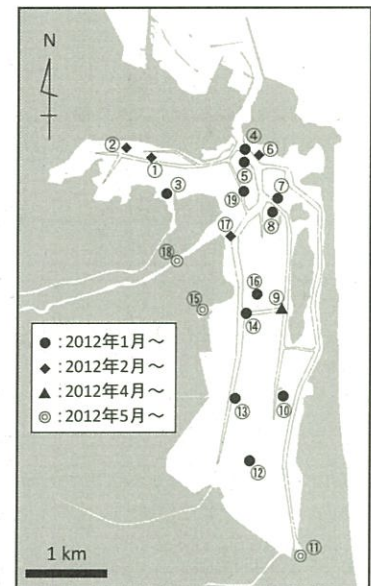 N
④
② ⑥
①
⑤
③ ⑦
⑲
⑧
⑰
⑱
⑯ ⑨
⑮
⑭
●:2012年1月~
◆:2012年2月~
▲:2012年4月~
◎:2012年5月~
⑬ ⑩
⑫
⑪
1 km